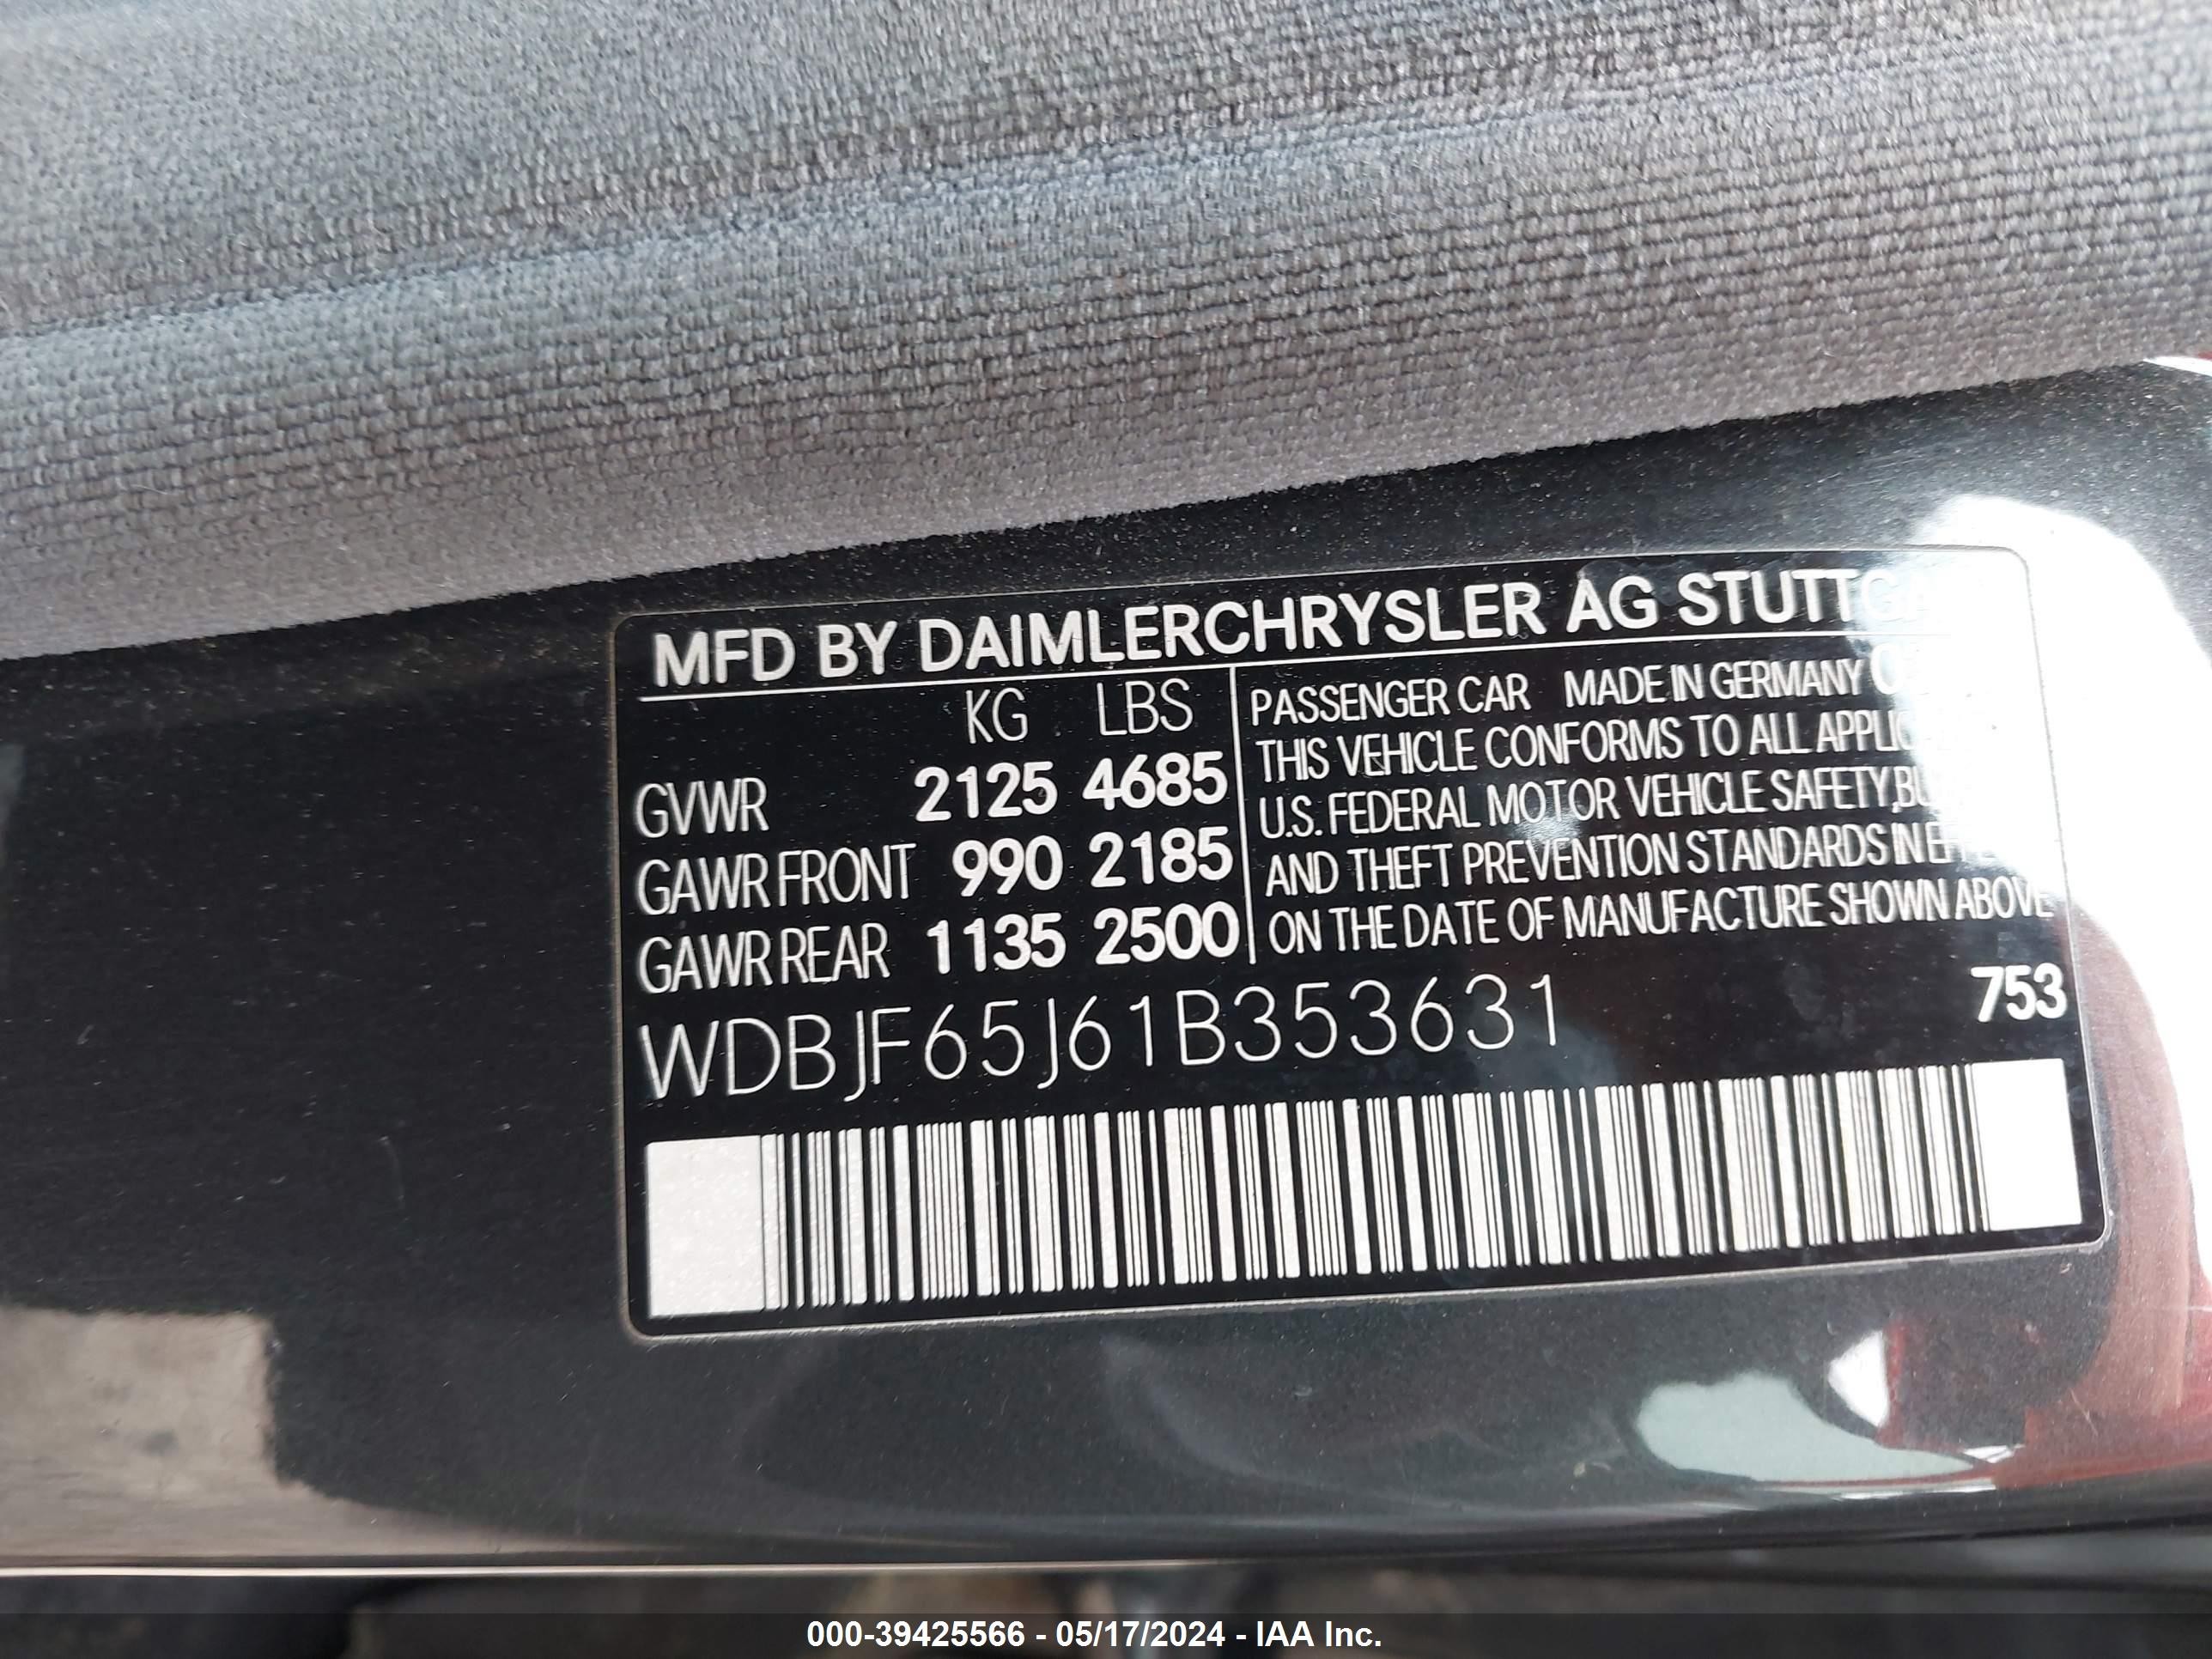 MFD BY DAIMLERCHRYSLER AG
KG LBS
GVWR 2125 4685
GAWR FRONT 990 2185
GAWR REAR 1135 2500
PASSENGER CAR MADE IN GERMANY
THIS VEHICLE CONFORMS TO ALL
U.S. FEDERAL MOTOR VEHICLE SAFETY,
AND THEFT PREVENTION STANDARDS IN
ON THE DATE OF MANUFACTURE SHOWN ABOVE
WDBJF65J61B353631 753
000-39425566 - 05/17/2024 - IAA Inc.